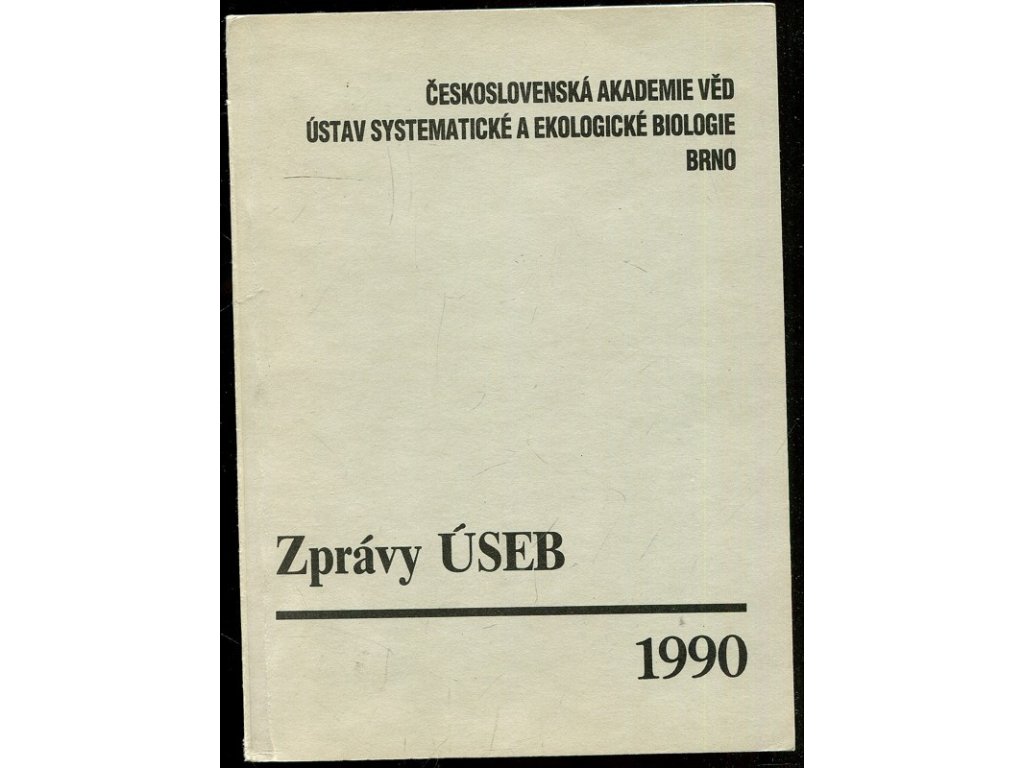 ČESKOSLOVENSKÁ AKADEMIE VĚD
ÚSTAV SYSTEMATICKÉ A EKOLOGICKÉ BIOLOGIE
BRNO
Zprávy ÚSEB
1990